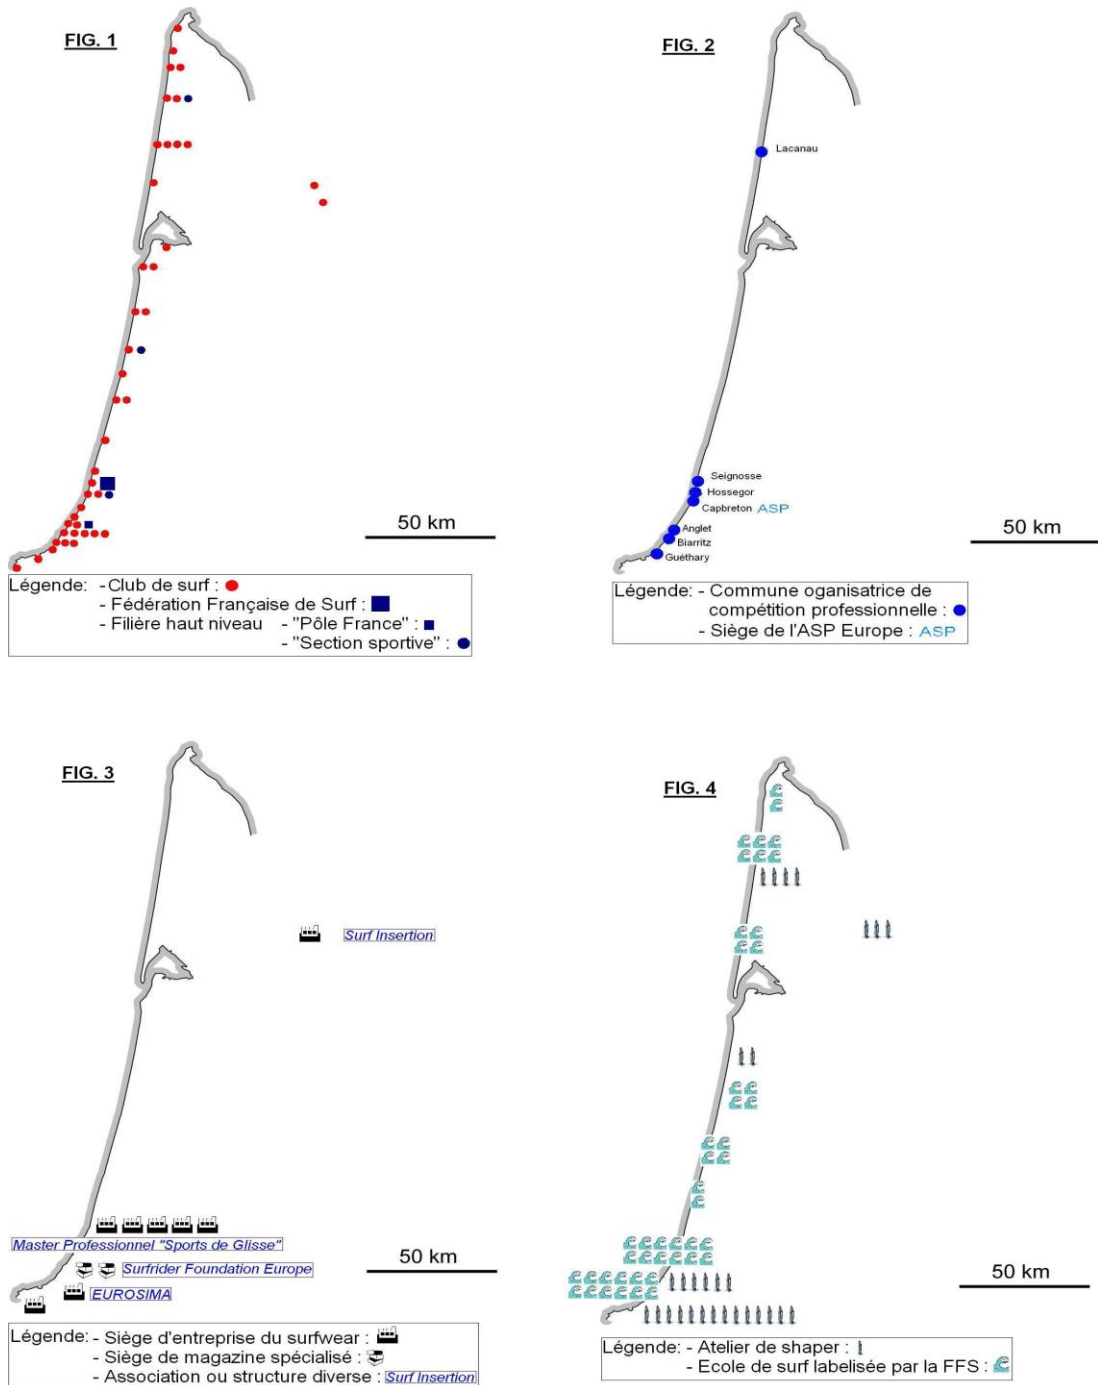 FIG. 1
50 km
Légende: -Club de surf :
- Fédération Française de Surf :
- Filière haut niveau - "Pôle France" :
- "Section sportive" :
FIG. 2
Lacanau
Seignosse
Hossegor
Capbreton ASP
Anglet
Biarritz
Guéthary
50 km
Légende: - Commune oganisatrice de
compétition professionnelle :
- Siège de l'ASP Europe : ASP
FIG. 3
Surf Insertion
Master Professionnel "Sports de Glisse"
Surfrider Foundation Europe
EUROSIMA
50 km
Légende: - Siège d'entreprise du surfwear :
- Siège de magazine spécialisé :
- Association ou structure diverse : Surf Insertion
FIG. 4
50 km
Légende: - Atelier de shaper :
- Ecole de surf labelisée par la FFS :